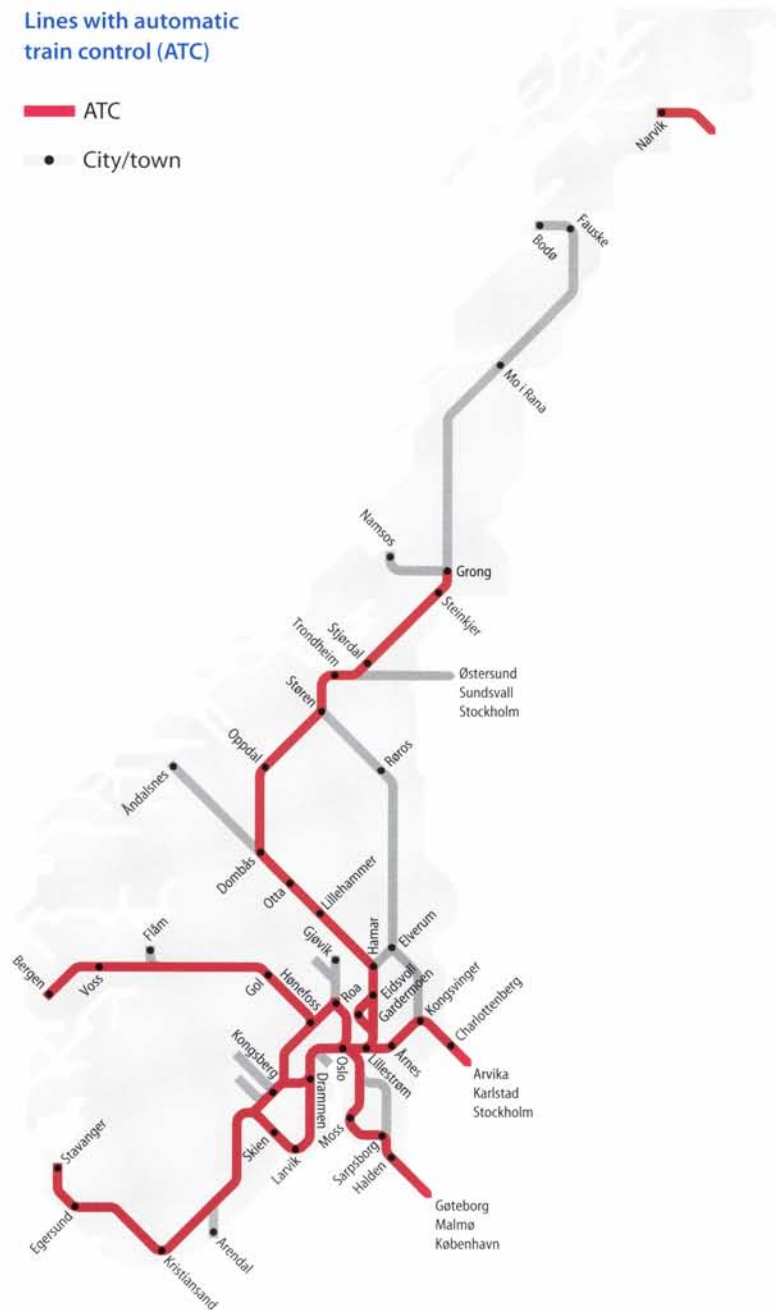 Lines with automatic
train control (ATC)
ATC
City/town
Narvik
Bodø
Fauske
Mo i Rana
Namsos
Grong
Steinkjer
Stjørdal
Trondheim
Østersund
Sundsvall
Stockholm
Støren
Oppdal
Røros
Åndalsnes
Dombås
Otta
Lillehammer
Hamar
Elverum
Flåm
Gjøvik
Bergen
Voss
Gol
Hønefoss
Roa
Eidsvoll
Gardermoen
Kongsvinger
Charlottenberg
Kongsberg
Drammen
Oslo
Lillestrøm
Årnes
Arvika
Karlstad
Stockholm
Skien
Larvik
Moss
Sarpsborg
Halden
Stavanger
Egersund
Kristiansand
Arendal
Gøteborg
Malmø
København